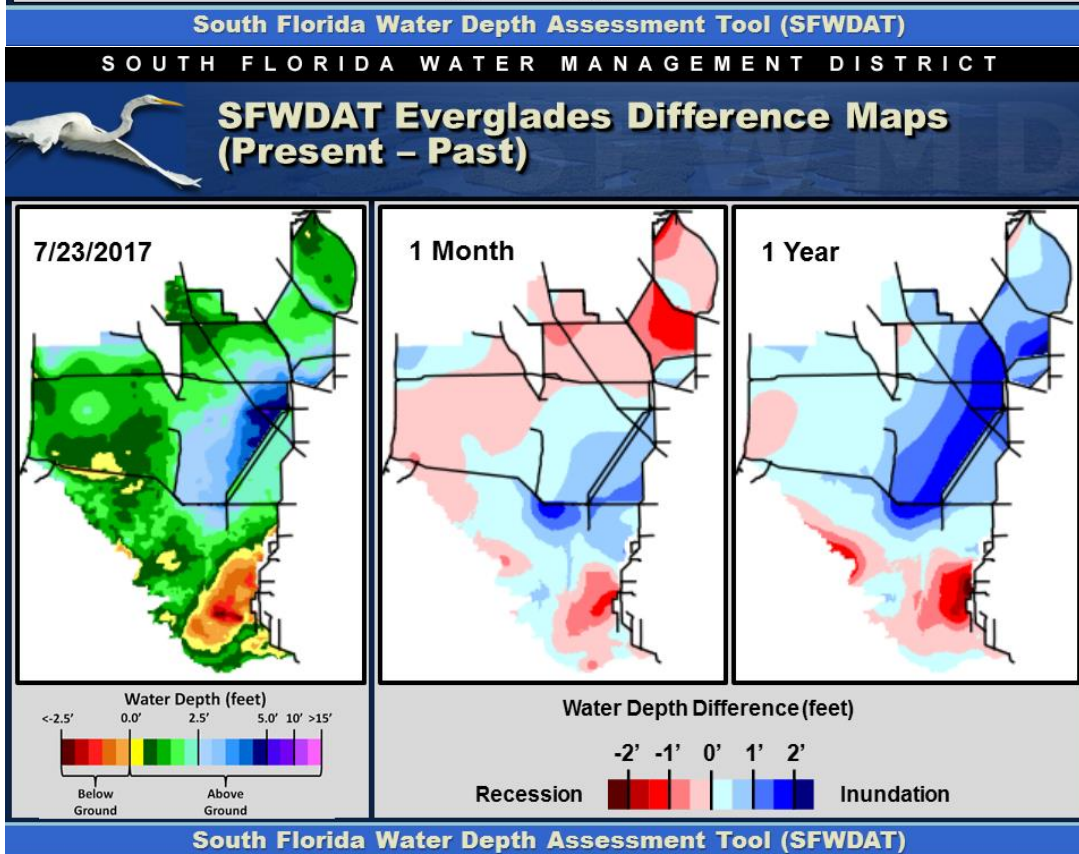 South Florida Water Depth Assessment Tool (SFWDAT)
SOUTH FLORIDA WATER MANAGEMENT DISTRICT
SFWDAT Everglades Difference Maps
(Present – Past)
7/23/2017
1 Month
1 Year
Water Depth (feet)
<-2.5' 0.0' 2.5' 5.0' 10' >15'
Below
Ground
Above
Ground
Water Depth Difference (feet)
-2' -1' 0' 1' 2'
Recession
Inundation
South Florida Water Depth Assessment Tool (SFWDAT)